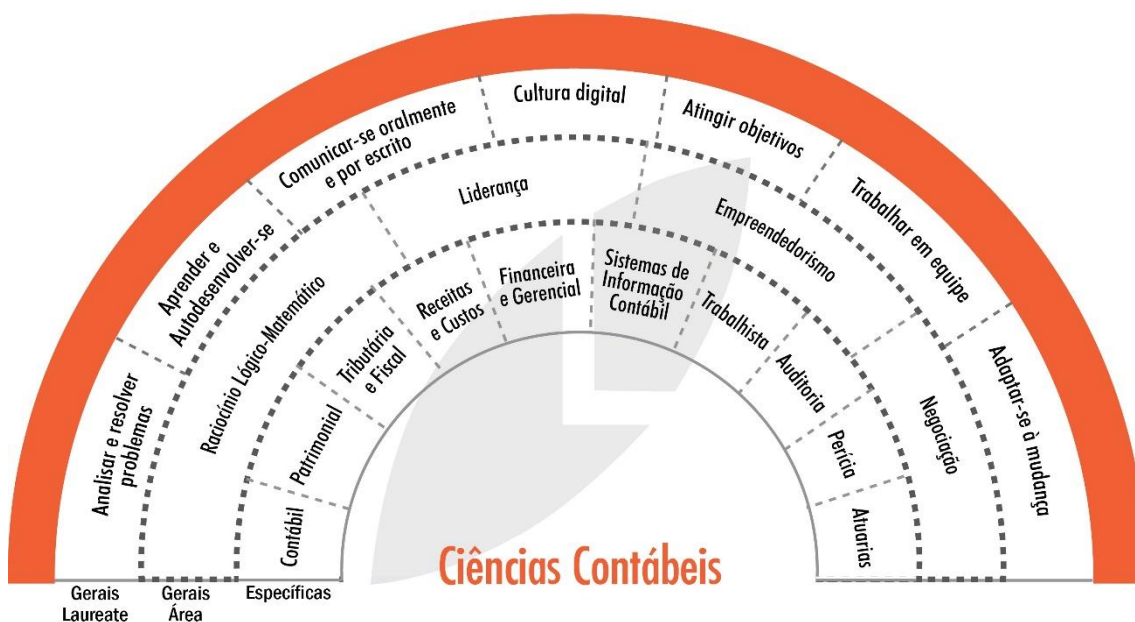 Analisar e resolver
problemas
Aprender e
Autodesenvolver-se
Comunicar-se oralmente
e por escrito
Cultura digital
Atingir objetivos
Trabalhar em equipe
Adaptar-se à mudança
Raciocínio Lógico-Matemático
Liderança
Empreendedorismo
Negociação
Contábil
Patrimonial
Tributária
e Fiscal
Receitas
e Custos
Financeira
e Gerencial
Sistemas de
Informação
Contábil
Trabalhista
Auditoria
Perícia
Atuarias
Ciências Contábeis
Gerais
Laureate
Gerais
Área
Específicas